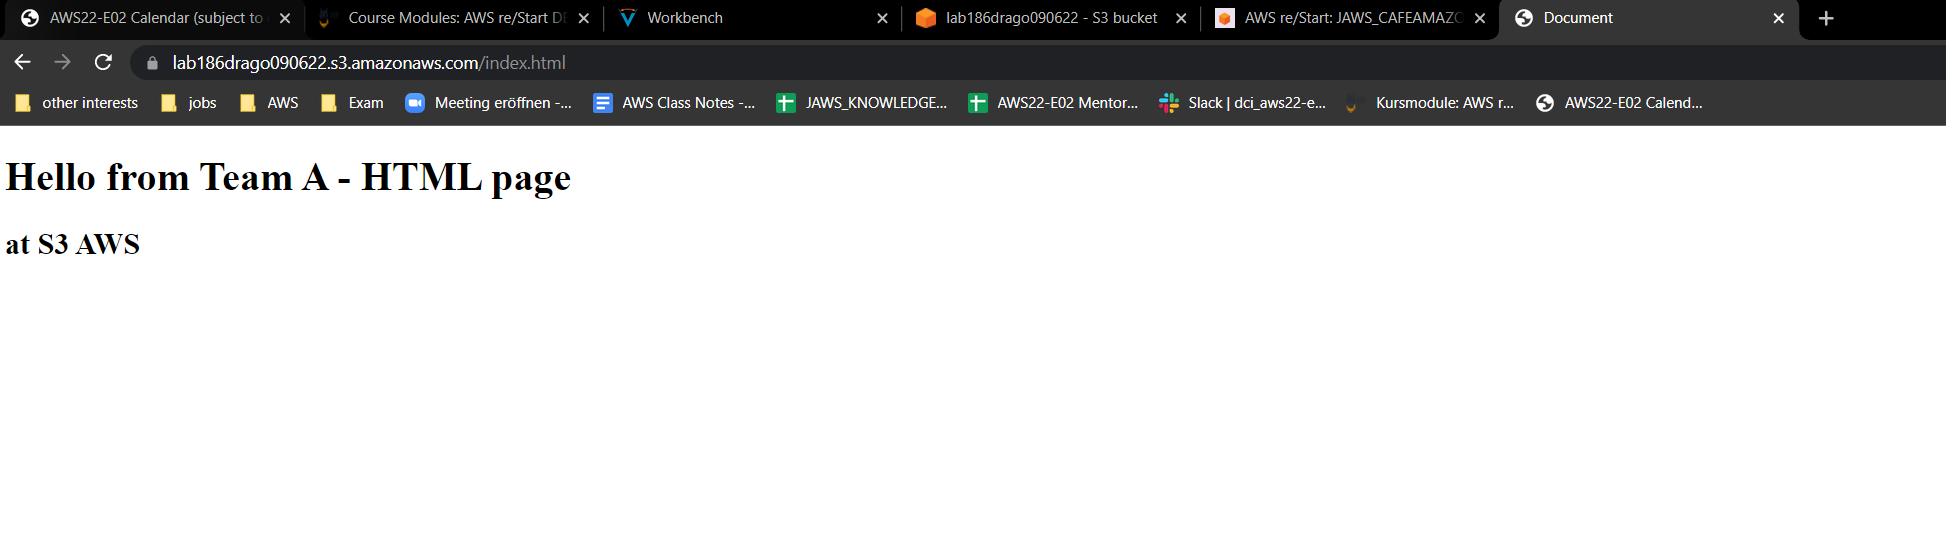 AWS22-E02 Calendar (subject to
Course Modules: AWS re/Start DE
Workbench
lab186drago090622 - S3 bucket
AWS re/Start: JAWS_CAFEAMAZO
Document
lab186drago090622.s3.amazonaws.com/index.html
other interests
jobs
AWS
Exam
Meeting eröffnen -...
AWS Class Notes -...
JAWS_KNOWLEDGE...
AWS22-E02 Mentor...
Slack | dci_aws22-e...
Kursmodule: AWS r...
AWS22-E02 Calend...
Hello from Team A - HTML page
at S3 AWS